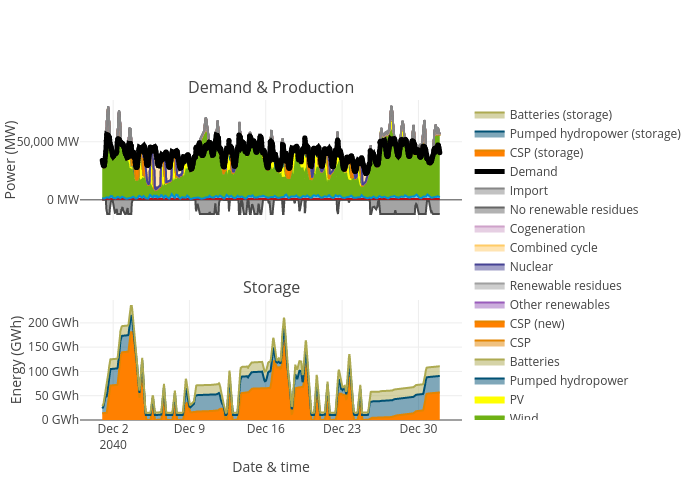 Demand & Production
Power (MW)
50,000 MW
0 MW
Storage
Energy (GWh)
200 GWh
150 GWh
100 GWh
50 GWh
0 GWh
Dec 2
2040
Dec 9
Dec 16
Dec 23
Dec 30
Date & time
Batteries (storage)
Pumped hydropower (storage)
CSP (storage)
Demand
Import
No renewable residues
Cogeneration
Combined cycle
Nuclear
Renewable residues
Other renewables
CSP (new)
CSP
Batteries
Pumped hydropower
PV
Wind